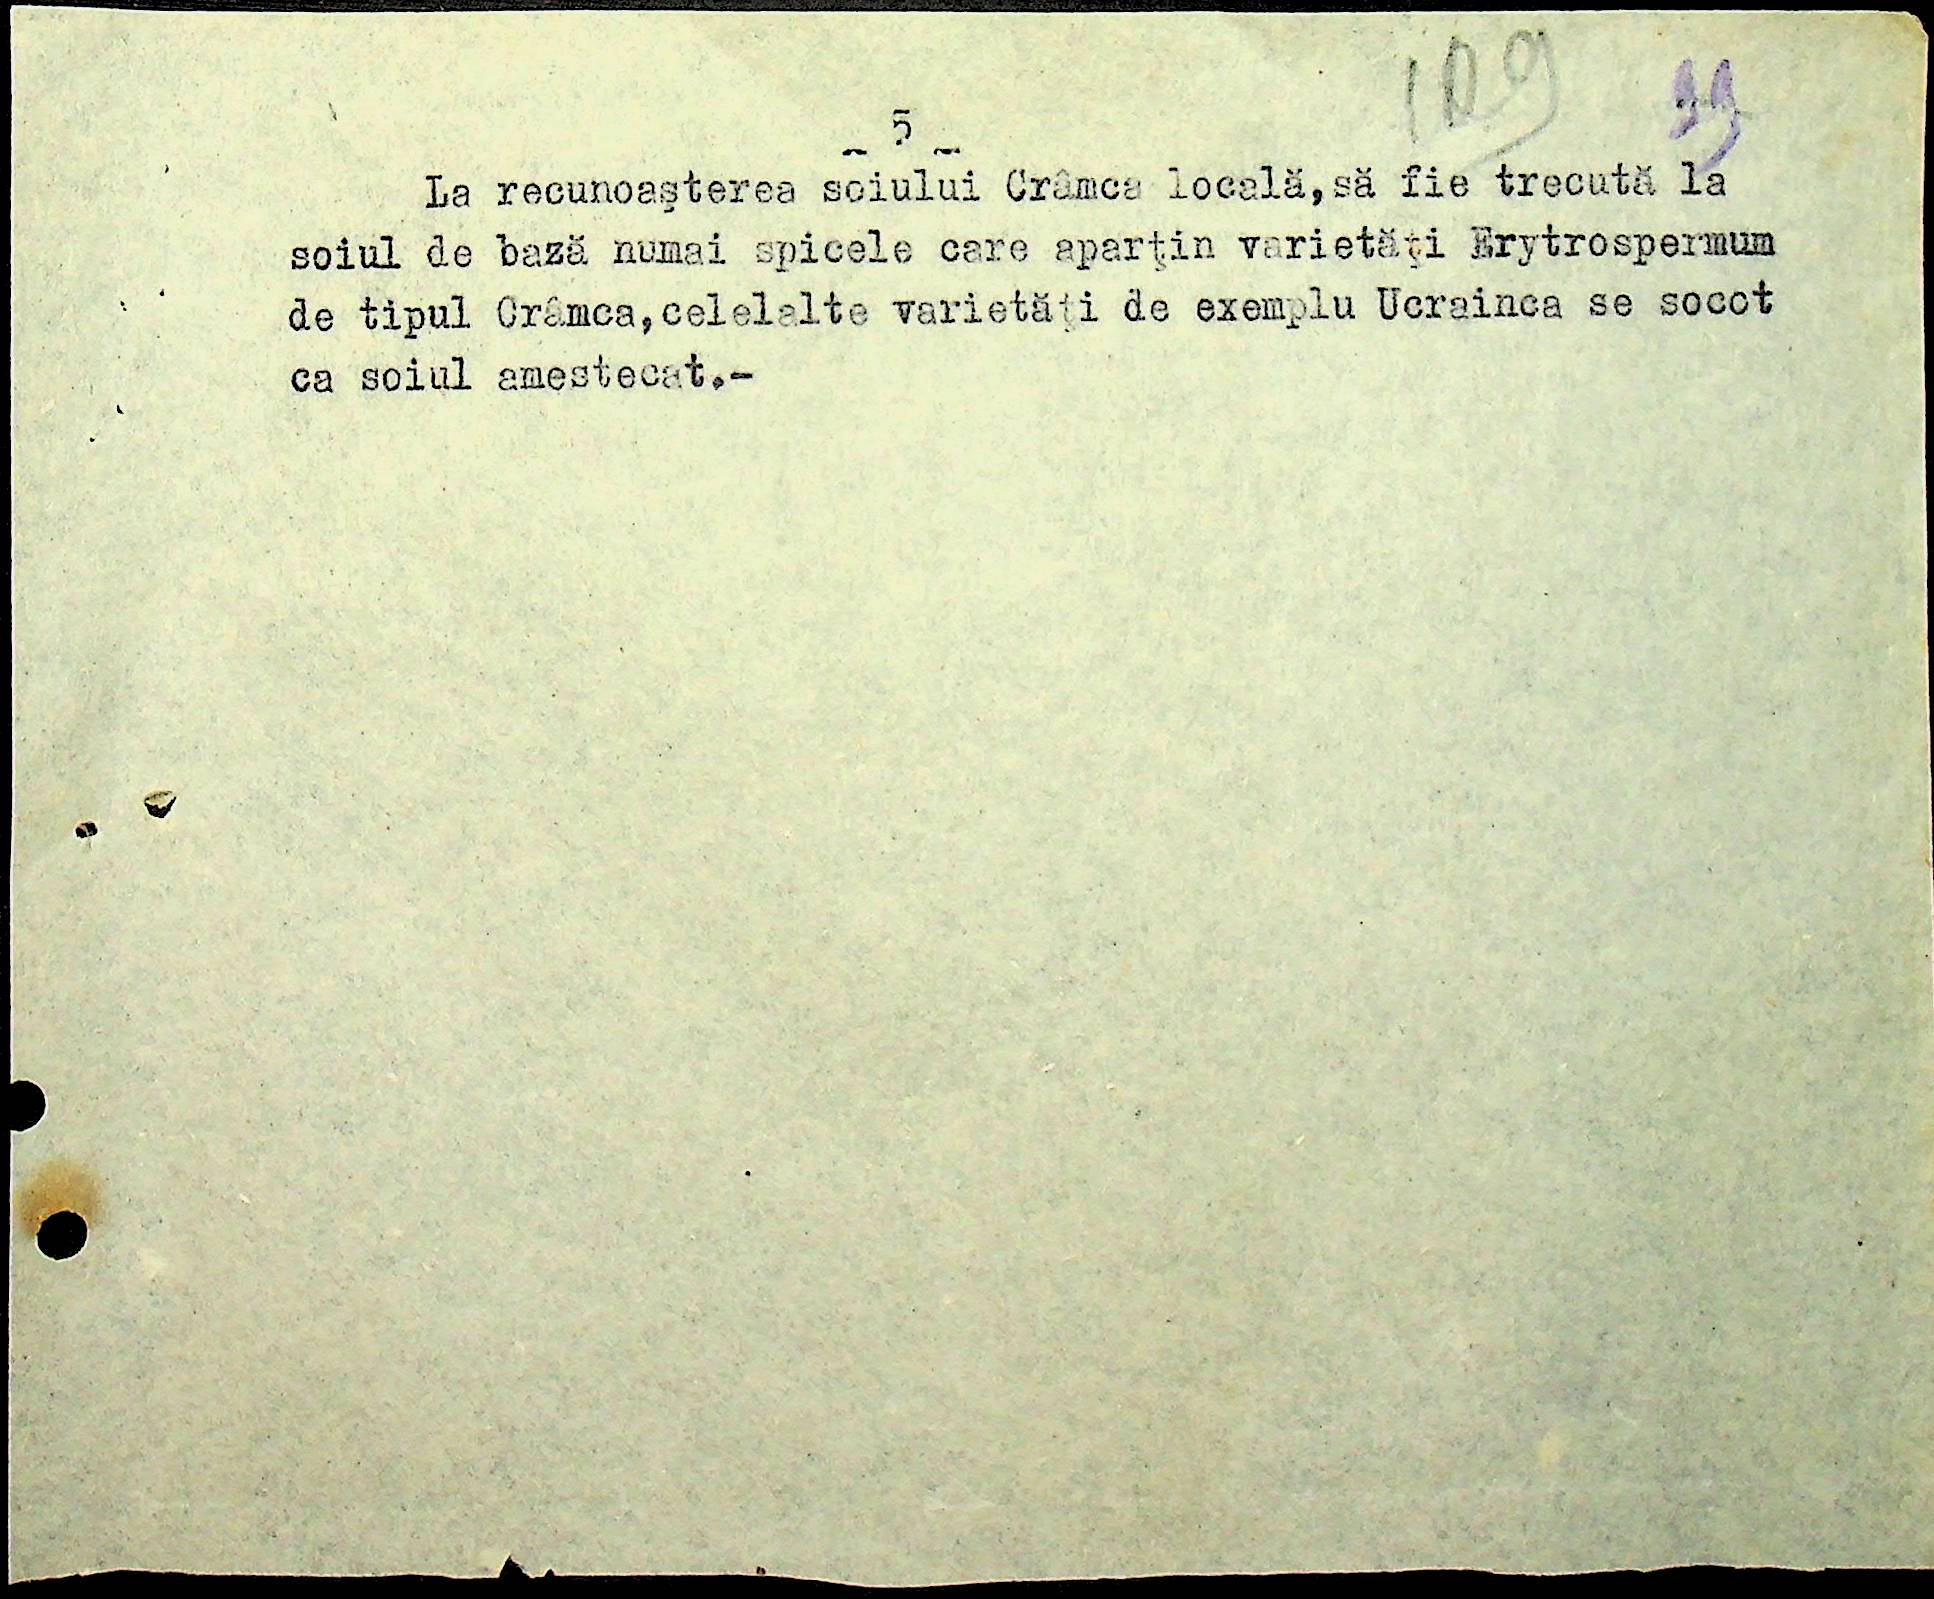 109 99
- 5 -
La recunoaşterea soiului Crâmca locală,să fie trecută la
soiul de bază numai spicele care aparţin varietăţi Erytrospermum
de tipul Crâmca,celelalte varietăţi de exemplu Ucrainca se socot
ca soiul amestecat.-